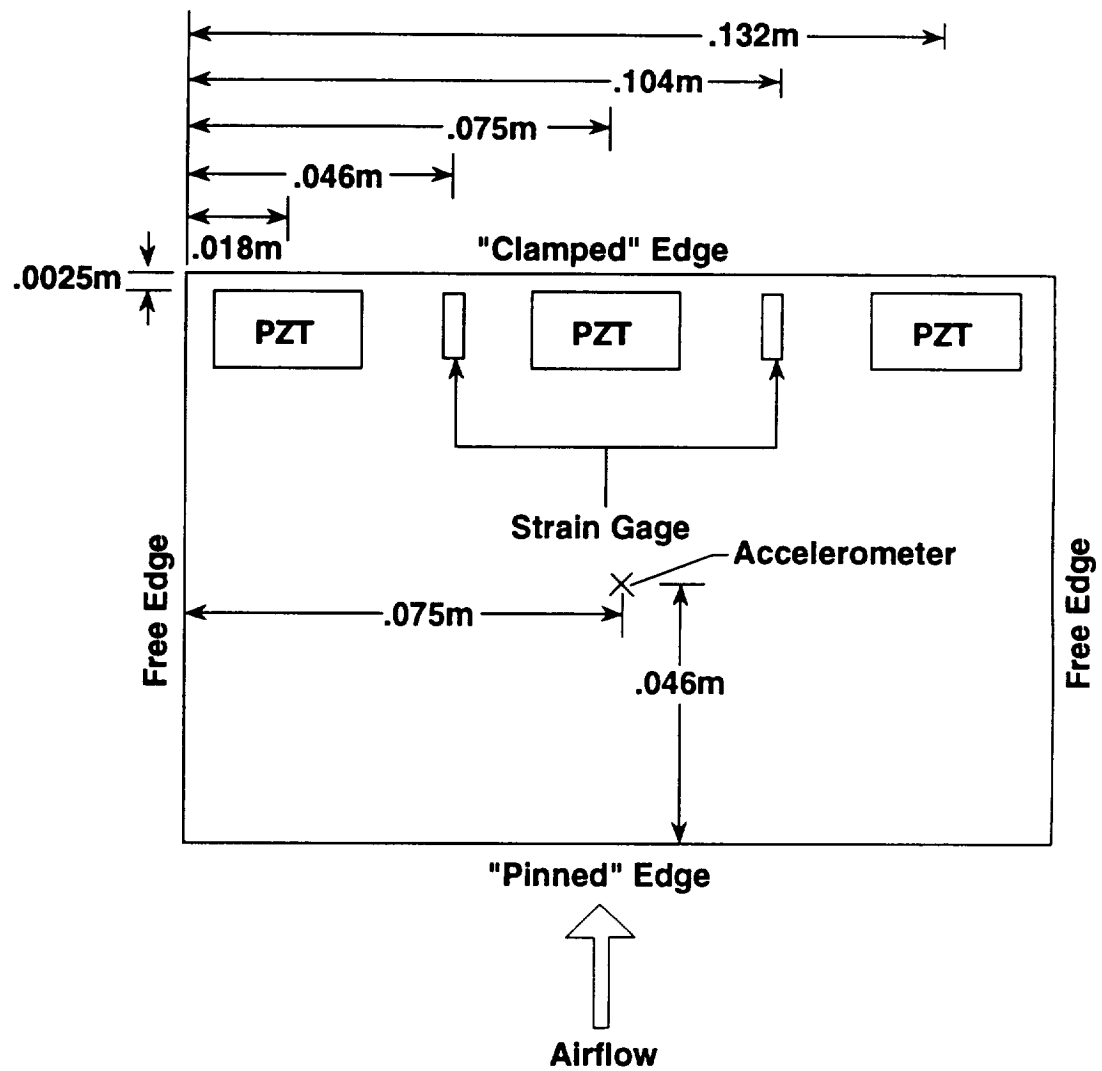 .132m
.104m
.075m
.046m
.018m
"Clamped" Edge
.0025m
PZT
PZT
PZT
Strain Gage
Accelerometer
.075m
.046m
Free Edge
Free Edge
"Pinned" Edge
Airflow